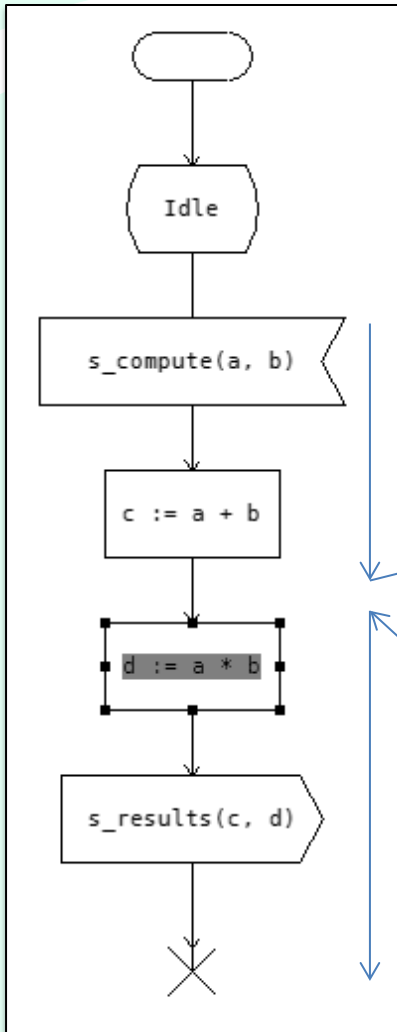 Idle
s_compute(a, b)
c := a + b
d := a * b
s_results(c, d)